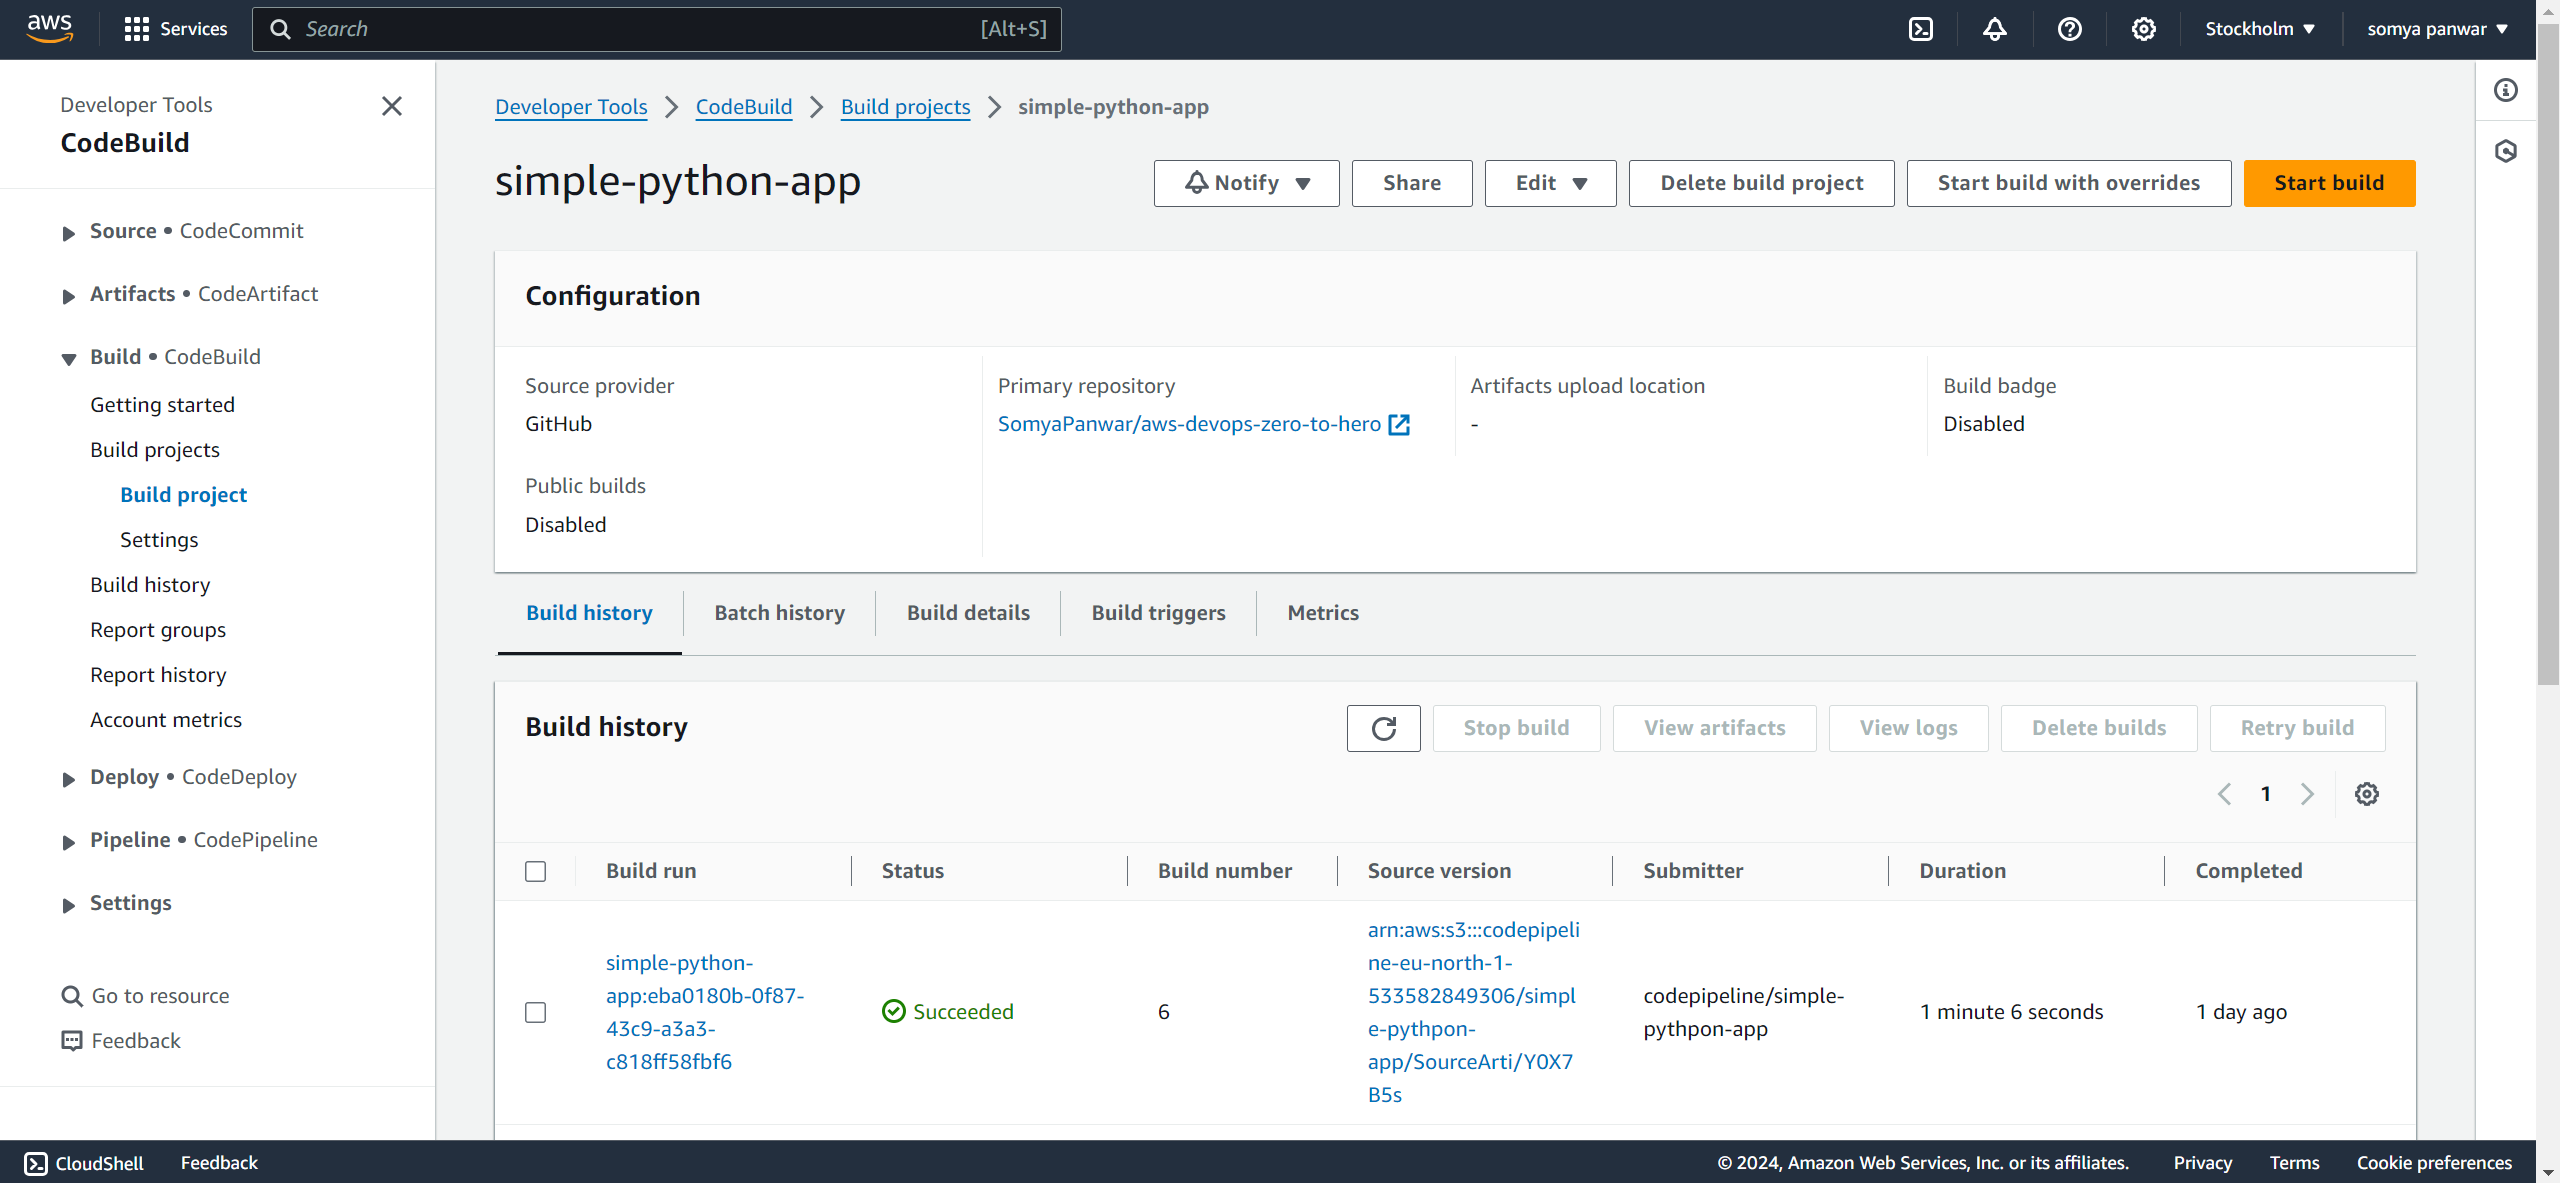 aws
Services
Search
[Alt+S]
Stockholm
somya panwar
Developer Tools
CodeBuild
Source • CodeCommit
Artifacts • CodeArtifact
Build • CodeBuild
Getting started
Build projects
Build project
Settings
Build history
Report groups
Report history
Account metrics
Deploy • CodeDeploy
Pipeline • CodePipeline
Settings
Go to resource
Feedback
Developer Tools
CodeBuild
Build projects
simple-python-app
simple-python-app
Notify
Share
Edit
Delete build project
Start build with overrides
Start build
Configuration
Source provider
GitHub
Primary repository
SomyaPanwar/aws-devops-zero-to-hero
Artifacts upload location
-
Build badge
Disabled
Public builds
Disabled
Build history
Batch history
Build details
Build triggers
Metrics
Build history
Stop build
View artifacts
View logs
Delete builds
Retry build
1
Build run
Status
Build number
Source version
Submitter
Duration
Completed
simple-python-
app:eba0180b-0f87-
43c9-a3a3-
c818ff58fbf6
Succeeded
6
arn:aws:s3:::codepipeli
ne-eu-north-1-
533582849306/simpl
e-pythpon-
app/SourceArti/Y0X7
B5s
codepipeline/simple-
pythpon-app
1 minute 6 seconds
1 day ago
CloudShell
Feedback
© 2024, Amazon Web Services, Inc. or its affiliates.
Privacy
Terms
Cookie preferences